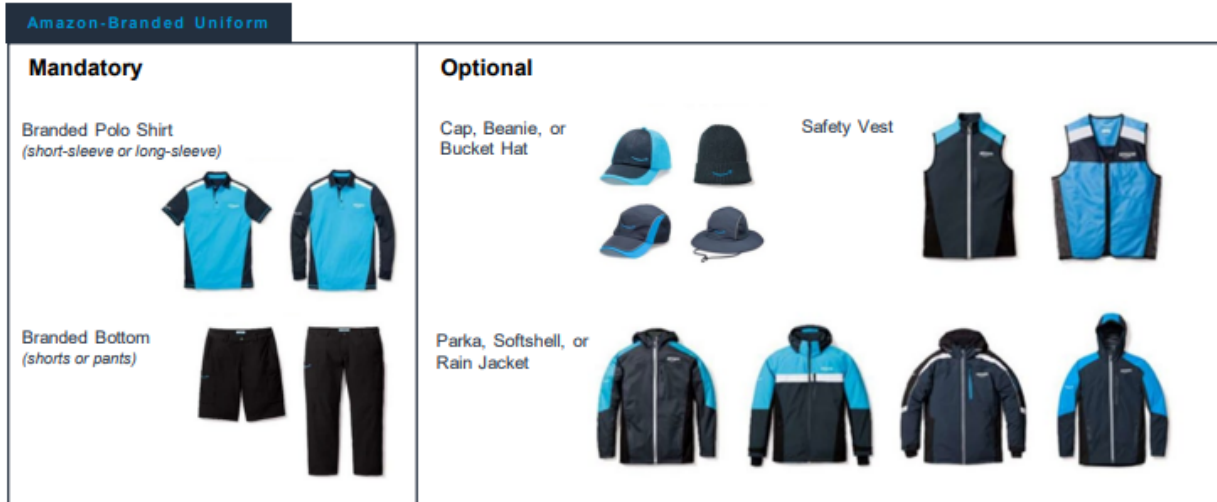 Amazon-Branded Uniform
Mandatory
Branded Polo Shirt
(short-sleeve or long-sleeve)
Branded Bottom
(shorts or pants)
Optional
Cap, Beanie, or
Bucket Hat
Safety Vest
Parka, Softshell, or
Rain Jacket